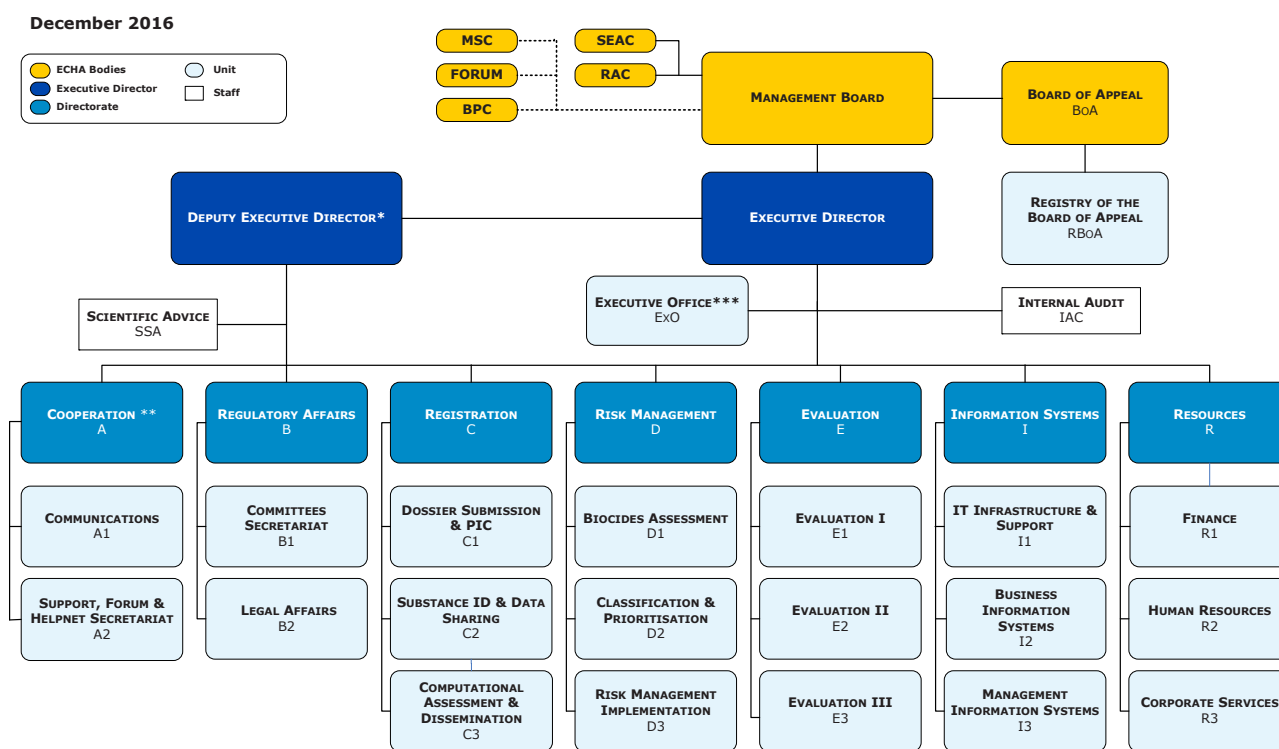 December 2016
ECHA Bodies
Executive Director
Directorate
Unit
Staff
MSC
FORUM
BPC
SEAC
RAC
MANAGEMENT BOARD
BOARD OF APPEAL
BOA
DEPUTY EXECUTIVE DIRECTOR*
EXECUTIVE DIRECTOR
REGISTRY OF THE
BOARD OF APPEAL
RBOA
SCIENTIFIC ADVICE
SSA
EXECUTIVE OFFICE***
EXO
INTERNAL AUDIT
IAC
COOPERATION **
A
REGULATORY AFFAIRS
B
REGISTRATION
C
RISK MANAGEMENT
D
EVALUATION
E
INFORMATION SYSTEMS
I
RESOURCES
R
COMMUNICATIONS
A1
COMMITTEES
SECRETARIAT
B1
DOSSIER SUBMISSION
& PIC
C1
BIOCIDES ASSESSMENT
D1
EVALUATION I
E1
IT INFRASTRUCTURE &
SUPPORT
I1
FINANCE
R1
SUPPORT, FORUM &
HELPNET SECRETARIAT
A2
LEGAL AFFAIRS
B2
SUBSTANCE ID & DATA
SHARING
C2
CLASSIFICATION &
PRIORITISATION
D2
EVALUATION II
E2
BUSINESS
INFORMATION
SYSTEMS
I2
HUMAN RESOURCES
R2
COMPUTATIONAL
ASSESSMENT &
DISSEMINATION
C3
RISK MANAGEMENT
IMPLEMENTATION
D3
EVALUATION III
E3
MANAGEMENT
INFORMATION SYSTEMS
I3
CORPORATE SERVICES
R3